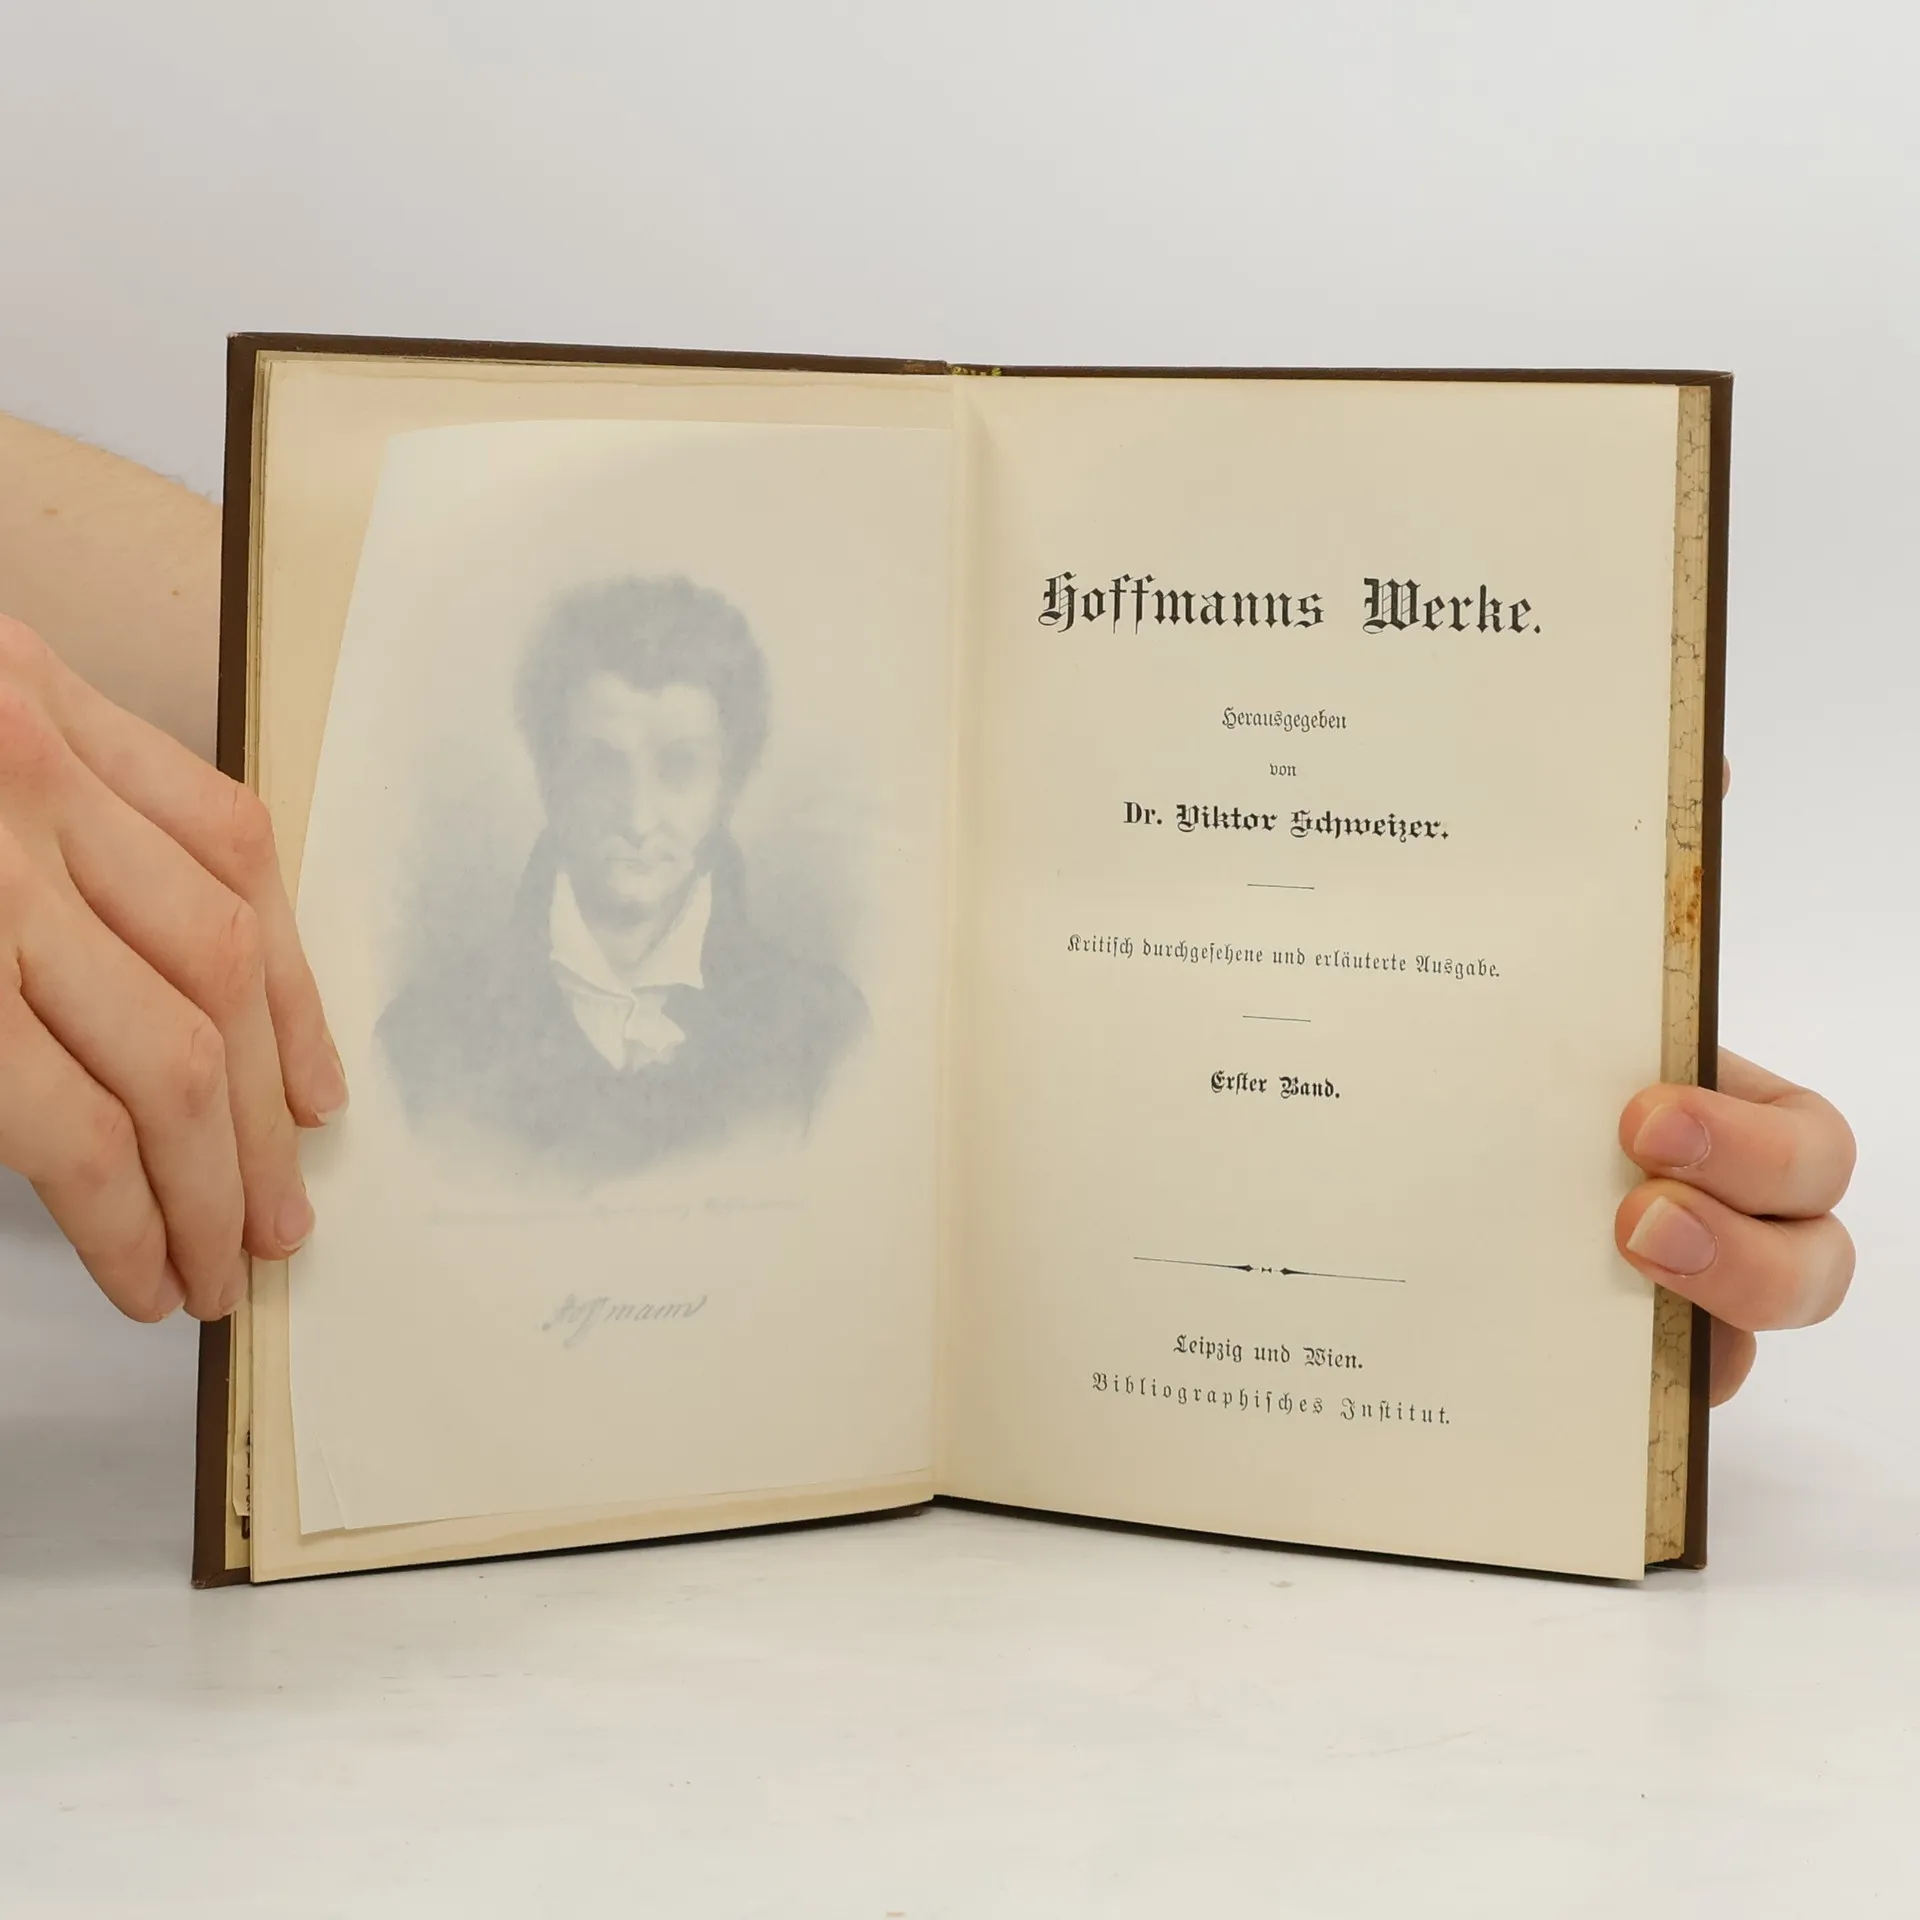 Hoffmann
Hoffmanns Werke.
Herausgegeben
von
Dr. Viktor Schweizer.
Kritiſch durchgeſehene und erläuterte Ausgabe.
Erſter Band.
Leipzig und Wien.
Bibliographiſches Inſtitut.